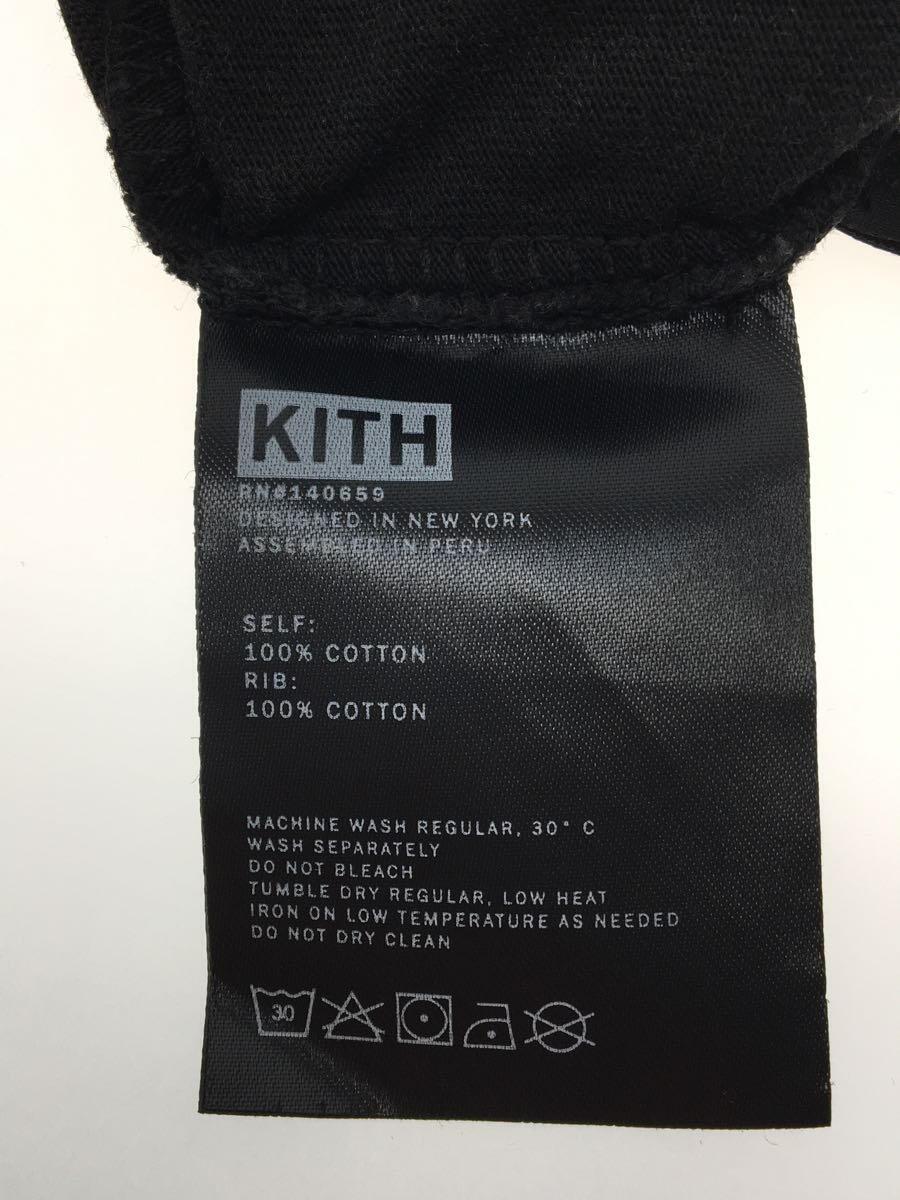 KITH
RN#140659
DESIGNED IN NEW YORK
ASSEMBLED IN PERU
SELF:
100% COTTON
RIB:
100% COTTON
MACHINE WASH REGULAR, 30° C
WASH SEPARATELY
DO NOT BLEACH
TUMBLE DRY REGULAR, LOW HEAT
IRON ON LOW TEMPERATURE AS NEEDED
DO NOT DRY CLEAN
30